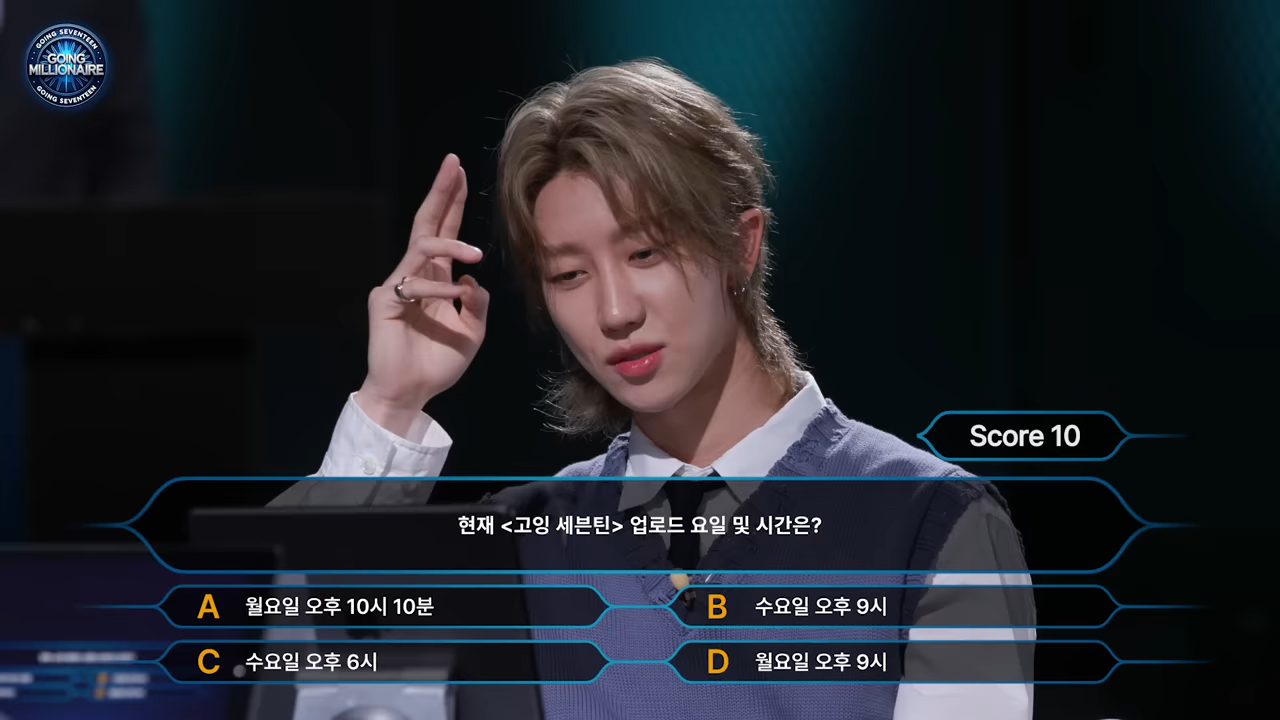 GOING SEVENTEEN
GOING
MILLIONAIRE
GOING SEVENTEEN
Score 10
현재 <고잉 세븐틴> 업로드 요일 및 시간은?
A 월요일 오후 10시 10분
B 수요일 오후 9시
C 수요일 오후 6시
D 월요일 오후 9시